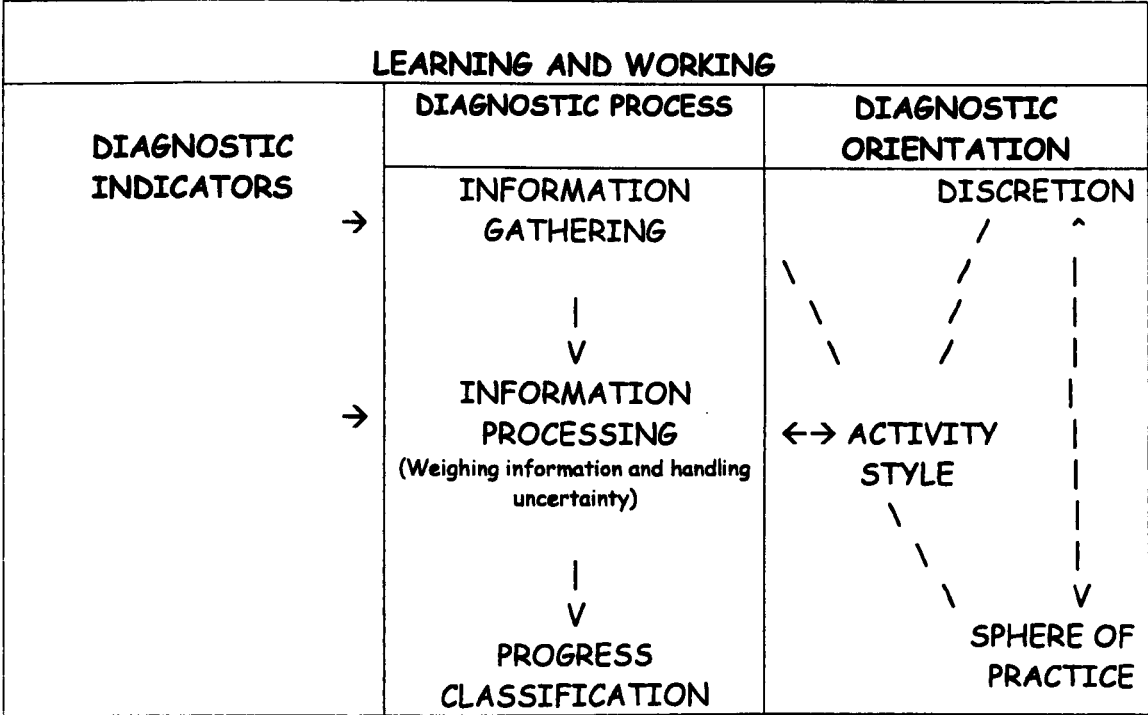 LEARNING AND WORKING
DIAGNOSTIC
INDICATORS
→
→
DIAGNOSTIC PROCESS
INFORMATION
GATHERING
|
V
INFORMATION
PROCESSING
(Weighing information and handling
uncertainty)
|
V
PROGRESS
CLASSIFICATION
DIAGNOSTIC
ORIENTATION
DISCRETION
←→ ACTIVITY
STYLE
SPHERE OF
PRACTICE